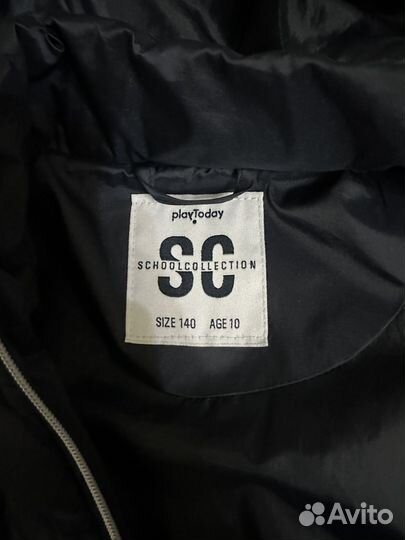 playToday
SC
SCHOOLCOLLECTION
SIZE 140 AGE 10
Avito